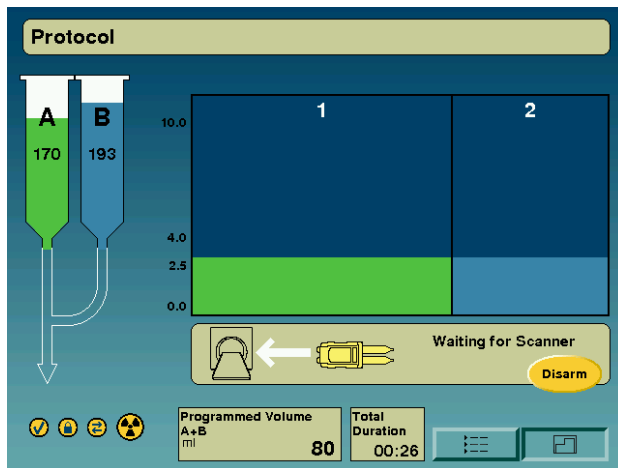 Protocol
A
B
170
193
1
2
10.0
4.0
2.5
0.0
Waiting for Scanner
Disarm
Programmed Volume
A+B
ml
80
Total
Duration
00:26